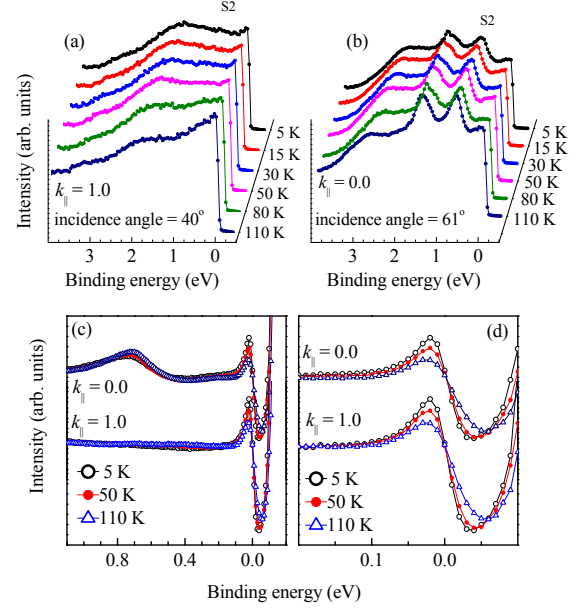 S2
(a)
5 K
15 K
30 K
50 K
80 K
110 K
k∥ = 1.0
incidence angle = 40°
3 2 1 0
Binding energy (eV)
S2
(b)
5 K
15 K
30 K
50 K
80 K
110 K
k∥ = 0.0
incidence angle = 61°
3 2 1 0
Binding energy (eV)
Intensity (arb. units)
(c)
k∥ = 0.0
k∥ = 1.0
5 K
50 K
110 K
0.8 0.4 0.0
(d)
k∥ = 0.0
k∥ = 1.0
5 K
50 K
110 K
0.1 0.0
Intensity (arb. units)
Binding energy (eV)